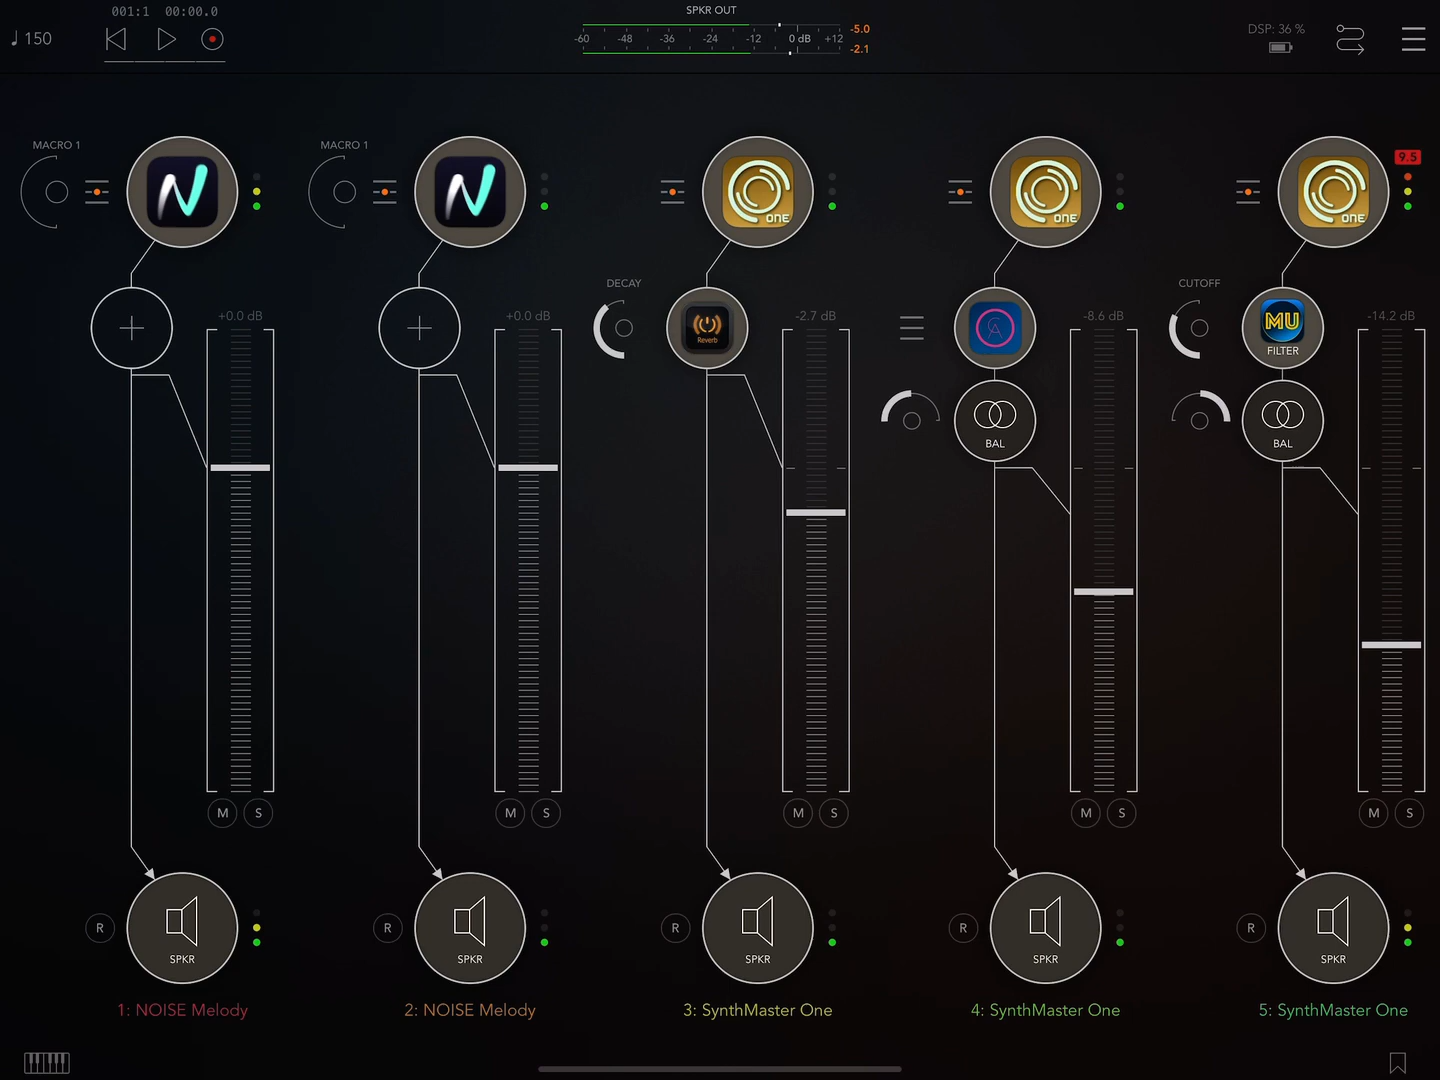 001:1 00:00.0
SPKR OUT
♩150
-60 -48 -36 -24 -12 0 dB +12
-5.0
-2.1
DSP: 36 %
MACRO 1
MACRO 1
ONE
ONE
ONE
9.5
DECAY
CUTOFF
+0.0 dB
+0.0 dB
Reverb
-2.7 dB
CA
-8.6 dB
MU
FILTER
-14.2 dB
BAL
BAL
M S
M S
M S
M S
M S
R
SPKR
R
SPKR
R
SPKR
R
SPKR
R
SPKR
1: NOISE Melody
2: NOISE Melody
3: SynthMaster One
4: SynthMaster One
5: SynthMaster One